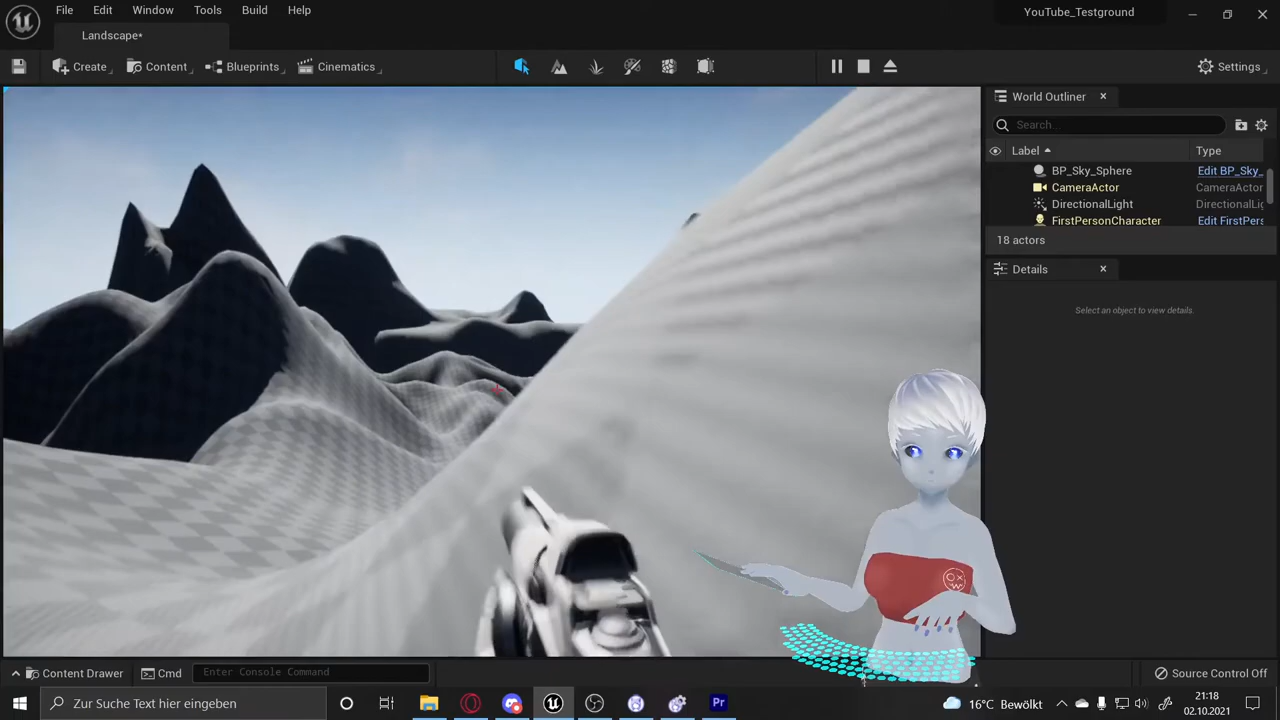 File Edit Window Tools Build Help
YouTube_Testground
Landscape*
Create Content Blueprints Cinematics
Settings
World Outliner
Search...
Label Type
BP_Sky_Sphere Edit BP_Sky_
CameraActor CameraActor
DirectionalLight DirectionalLig
FirstPersonCharacter Edit FirstPers
18 actors
Details
Select an object to view details.
Content Drawer Cmd Enter Console Command
Source Control Off
Zur Suche Text hier eingeben
Pr
16°C Bewölkt
21:18
02.10.2021